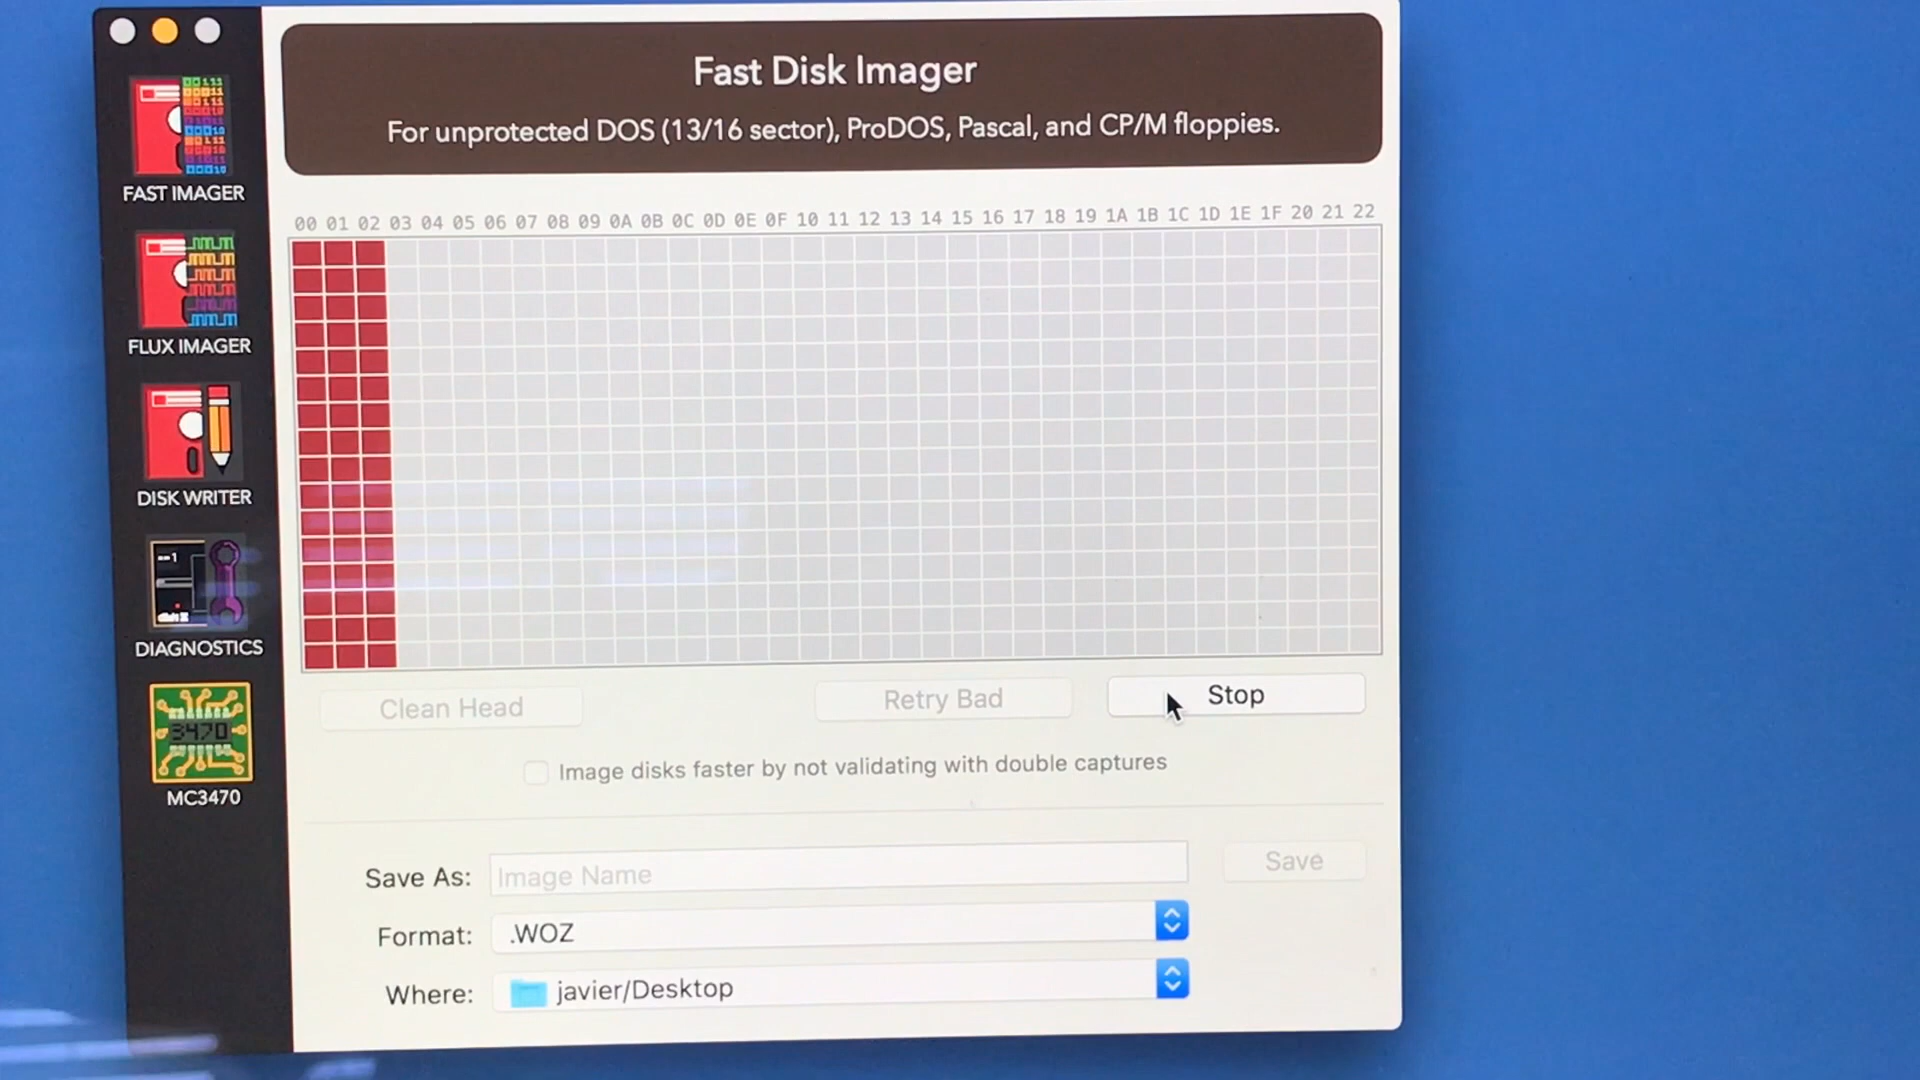 Fast Disk Imager
For unprotected DOS (13/16 sector), ProDOS, Pascal, and CP/M floppies.
FAST IMAGER
FLUX IMAGER
DISK WRITER
DIAGNOSTICS
3470
MC3470
00 01 02 03 04 05 06 07 08 09 0A 0B 0C 0D 0E 0F 10 11 12 13 14 15 16 17 18 19 1A 1B 1C 1D 1E 1F 20 21 22
Clean Head
Retry Bad
Stop
Image disks faster by not validating with double captures
Save As:
Image Name
Save
Format:
.WOZ
Where:
javier/Desktop